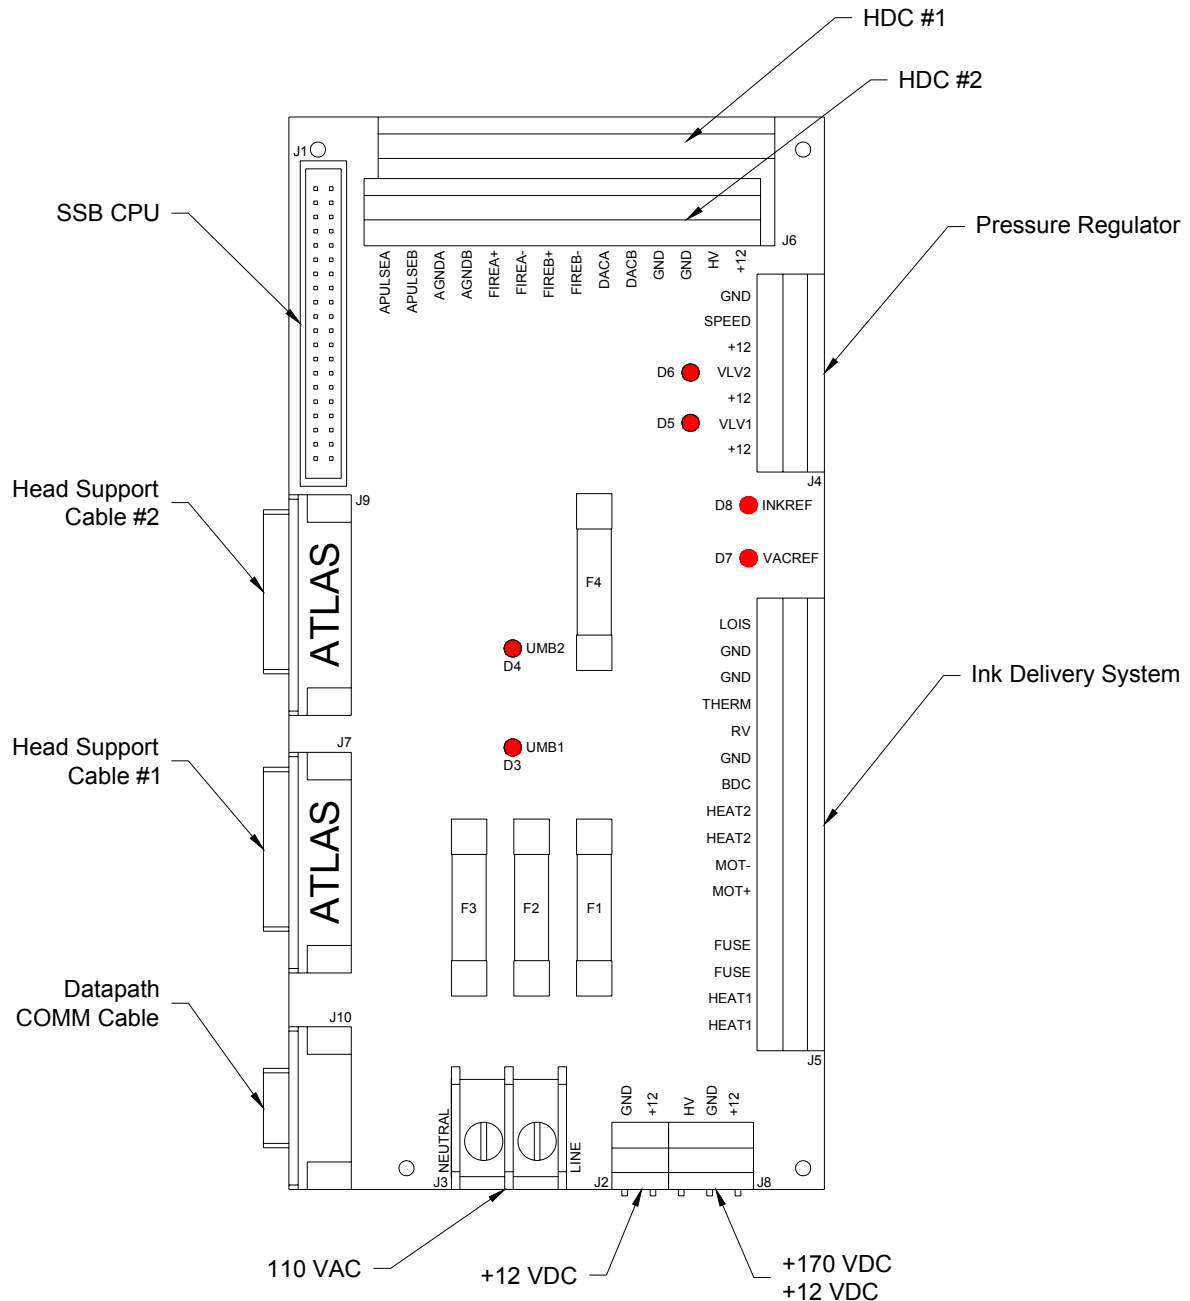 HDC #1
HDC #2
J1
SSB CPU
J6
Pressure Regulator
APULSEA
APULSEB
AGNDA
AGNDB
FIREA+
FIREA-
FIREB+
FIREB-
DACA
DACB
GND
GND
HV
+12
GND
SPEED
+12
D6
VLV2
+12
D5
VLV1
+12
J4
Head Support
Cable #2
J9
ATLAS
D8
INKREF
D7
VACREF
F4
UMB2
D4
LOIS
GND
GND
THERM
RV
GND
BDC
HEAT2
HEAT2
MOT-
MOT+
FUSE
FUSE
HEAT1
HEAT1
Ink Delivery System
Head Support
Cable #1
J7
ATLAS
UMB1
D3
F3
F2
F1
Datapath
COMM Cable
J10
J5
NEUTRAL
LINE
J3
GND
+12
HV
GND
+12
J2
J8
110 VAC
+12 VDC
+170 VDC
+12 VDC